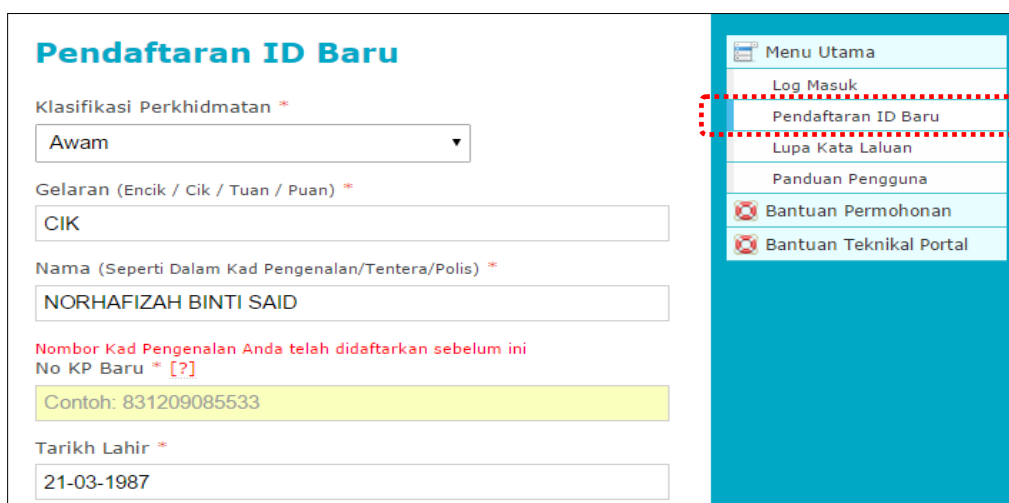 Pendaftaran ID Baru
Klasifikasi Perkhidmatan *
Awam
Gelaran (Encik / Cik / Tuan / Puan) *
CIK
Nama (Seperti Dalam Kad Pengenalan/Tentera/Polis) *
NORHAFIZAH BINTI SAID
Nombor Kad Pengenalan Anda telah didaftarkan sebelum ini
No KP Baru * [?]
Contoh: 831209085533
Tarikh Lahir *
21-03-1987
Menu Utama
Log Masuk
Pendaftaran ID Baru
Lupa Kata Laluan
Panduan Pengguna
Bantuan Permohonan
Bantuan Teknikal Portal